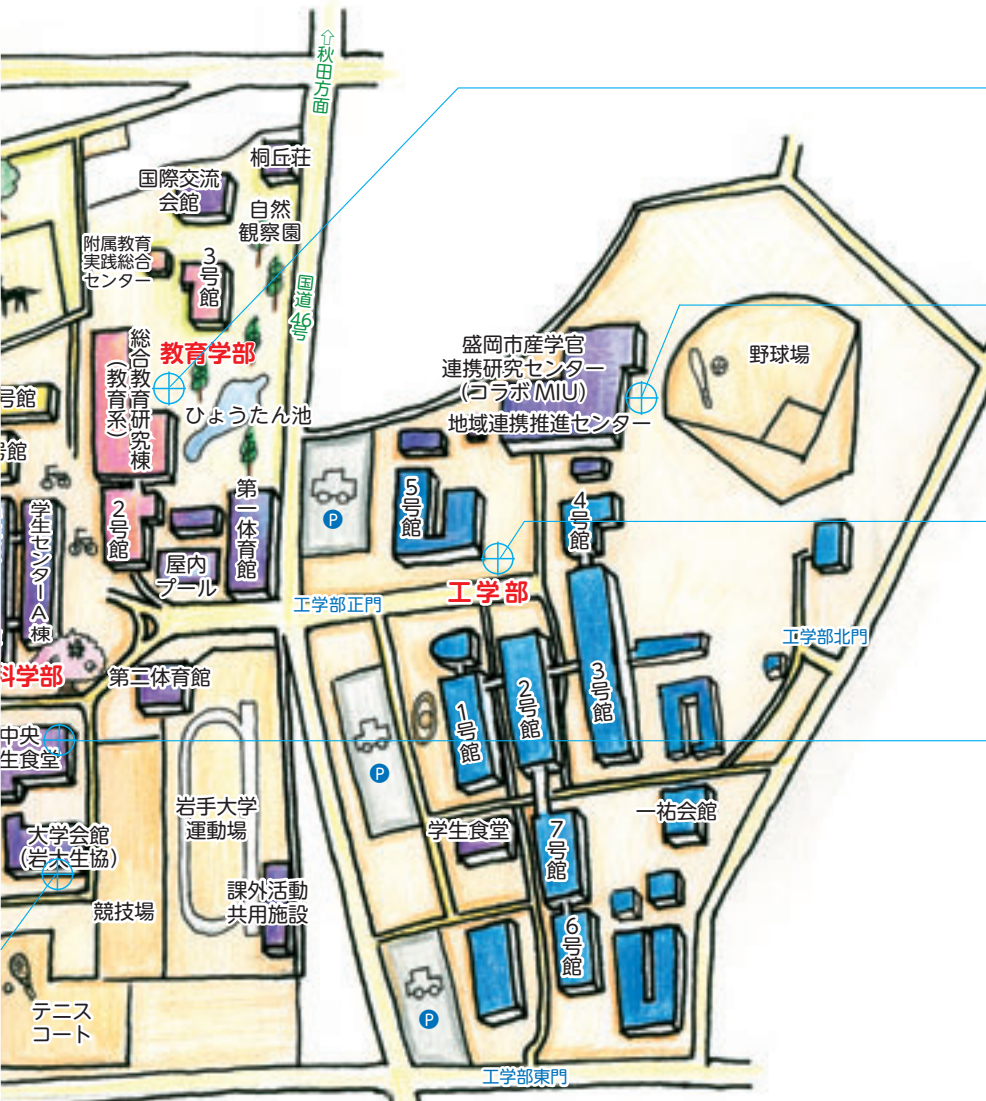 ⇧秋田方面
桐丘荘
国際交流
会館
自然
観察園
附属教育
実践総合
センター
3号館
国道46号
総合教育研究棟
（教育系）
教育学部
ひょうたん池
盛岡市産学官
連携研究センター
（コラボMIU）
地域連携推進センター
野球場
号館
号館
学生センターA棟
2号館
第一体育館
屋内
プール
P
5号館
4号館
工学部
工学部正門
工学部北門
科学部
第二体育館
1号館
2号館
3号館
中央
生食堂
P
岩手大学
運動場
学生食堂
一祐会館
大学会館
（岩大生協）
7号館
課外活動
共用施設
競技場
6号館
テニス
コート
P
工学部東門